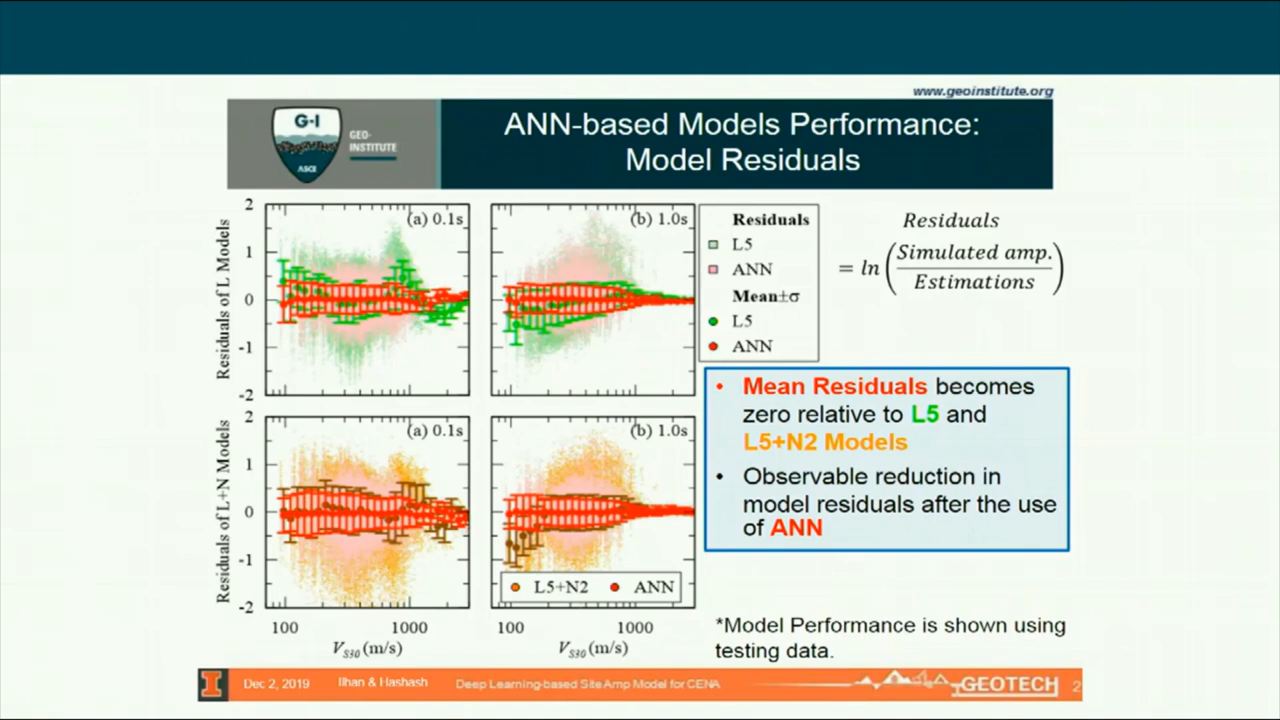 www.geoinstitute.org
G-I
GEO-
INSTITUTE
ASCE
ANN-based Models Performance:
Model Residuals
Residuals of L Models
2
1
0
-1
-2
(a) 0.1s
(b) 1.0s
Residuals
L5
ANN
Mean±σ
L5
ANN
Residuals
= ln(Simulated amp. / Estimations)
• Mean Residuals becomes
zero relative to L5 and
L5+N2 Models
• Observable reduction in
model residuals after the use
of ANN
Residuals of L+N Models
2
1
0
-1
-2
(a) 0.1s
(b) 1.0s
L5+N2 ANN
100 1000
V_S30 (m/s)
100 1000
V_S30 (m/s)
*Model Performance is shown using
testing data.
I
Dec 2, 2019 Ilhan & Hashash Deep Learning-based Site Amp Model for CENA GEOTECH 2